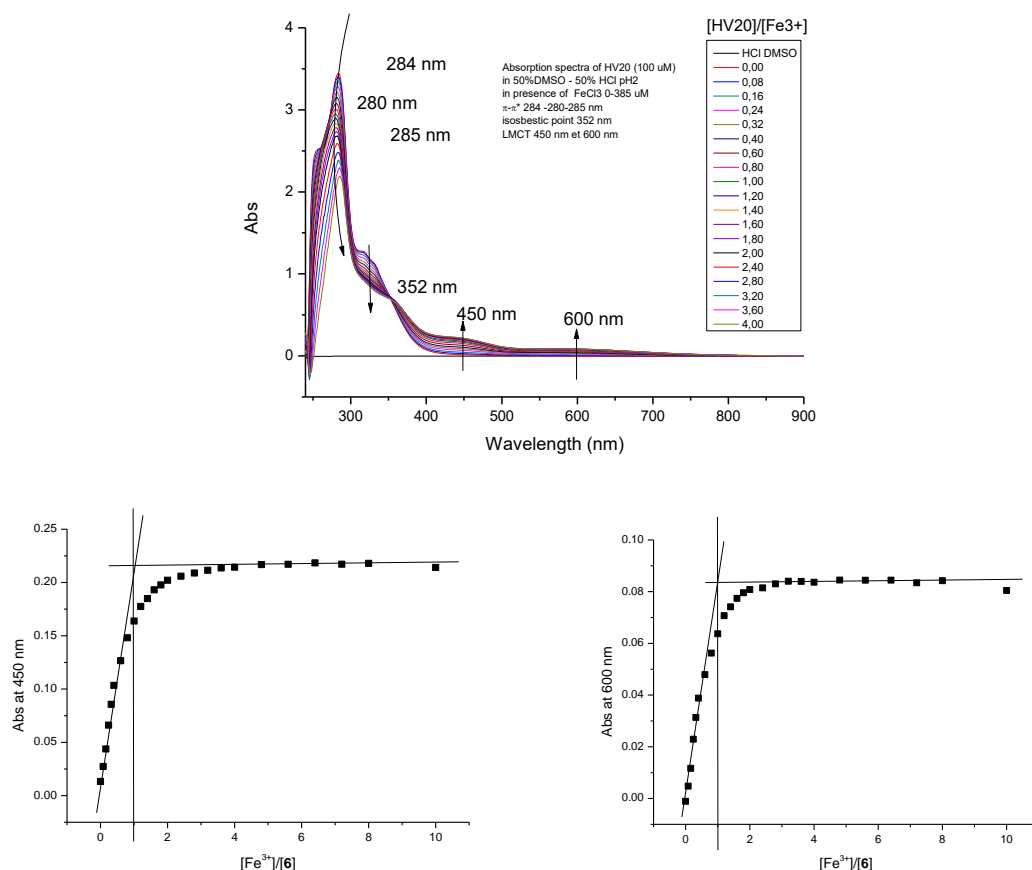 [HV20]/[Fe3+]
4
3
2
1
0
Abs
284 nm
280 nm
285 nm
352 nm
450 nm
600 nm
Absorption spectra of HV20 (100 uM)
in 50%DMSO - 50% HCl pH2
in presence of FeCl3 0-385 uM
π-π* 284 -280-285 nm
isosbestic point 352 nm
LMCT 450 nm et 600 nm
HCl DMSO
0,00
0,08
0,16
0,24
0,32
0,40
0,60
0,80
1,00
1,20
1,40
1,60
1,80
2,00
2,40
2,80
3,20
3,60
4,00
300 400 500 600 700 800 900
Wavelength (nm)
0.25
0.20
0.15
0.10
0.05
0.00
Abs at 450 nm
0 2 4 6 8 10
[Fe³⁺]/[6]
0.10
0.08
0.06
0.04
0.02
0.00
Abs at 600 nm
0 2 4 6 8 10
[Fe³⁺]/[6]